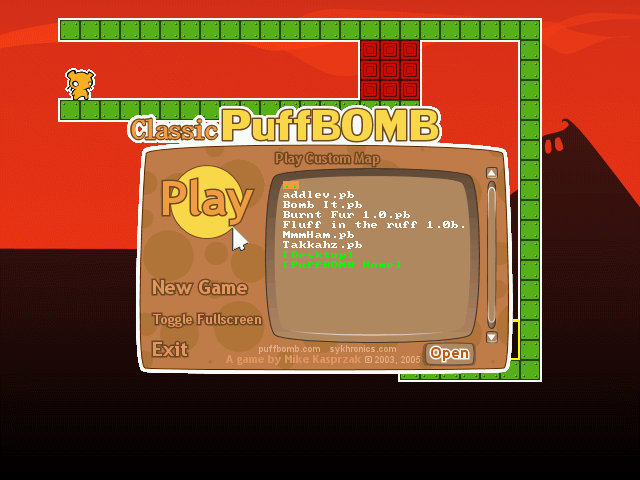 Classic PuffBOMB
Play Custom Map
Play
..
addlev.pb
Bomb It.pb
Burnt Fur 1.0.pb
Fluff in the ruff 1.0b.
MmmHam.pb
Takkahz.pb
New Game
Toggle Fullscreen
Exit
puffbomb.com sykhronics.com
A game by Mike Kasprzak © 2003, 2005
Open